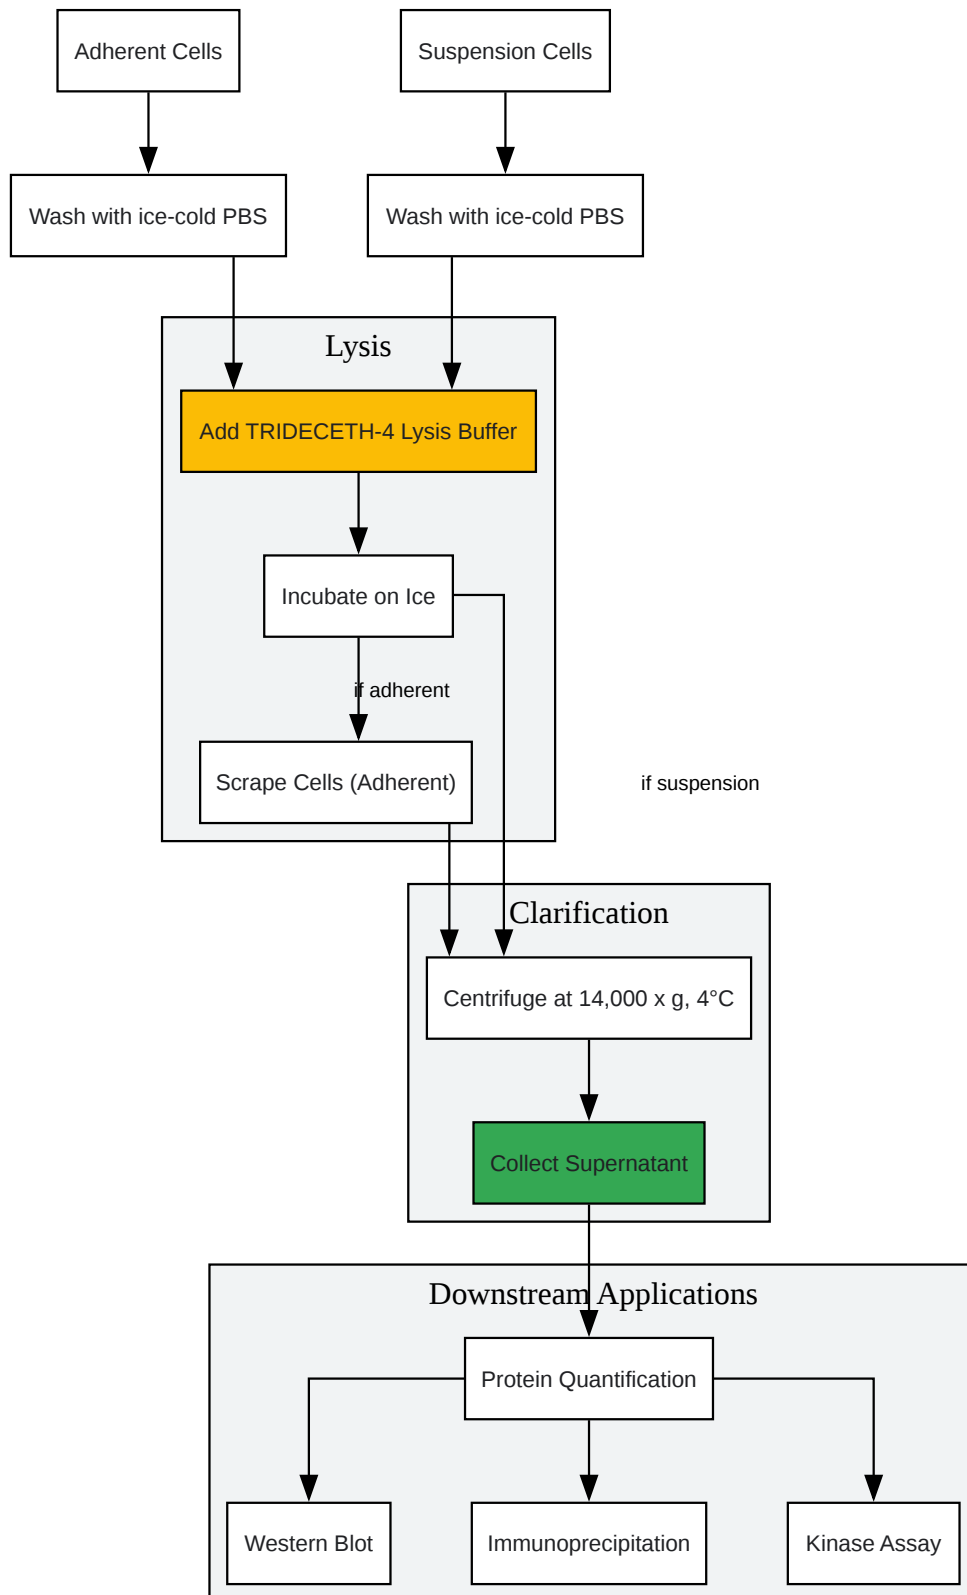 Adherent Cells
Suspension Cells
Wash with ice-cold PBS
Wash with ice-cold PBS
Lysis
Add TRIDECETH-4 Lysis Buffer
Incubate on Ice
if adherent
Scrape Cells (Adherent)
if suspension
Clarification
Centrifuge at 14,000 x g, 4°C
Collect Supernatant
Downstream Applications
Protein Quantification
Western Blot
Immunoprecipitation
Kinase Assay